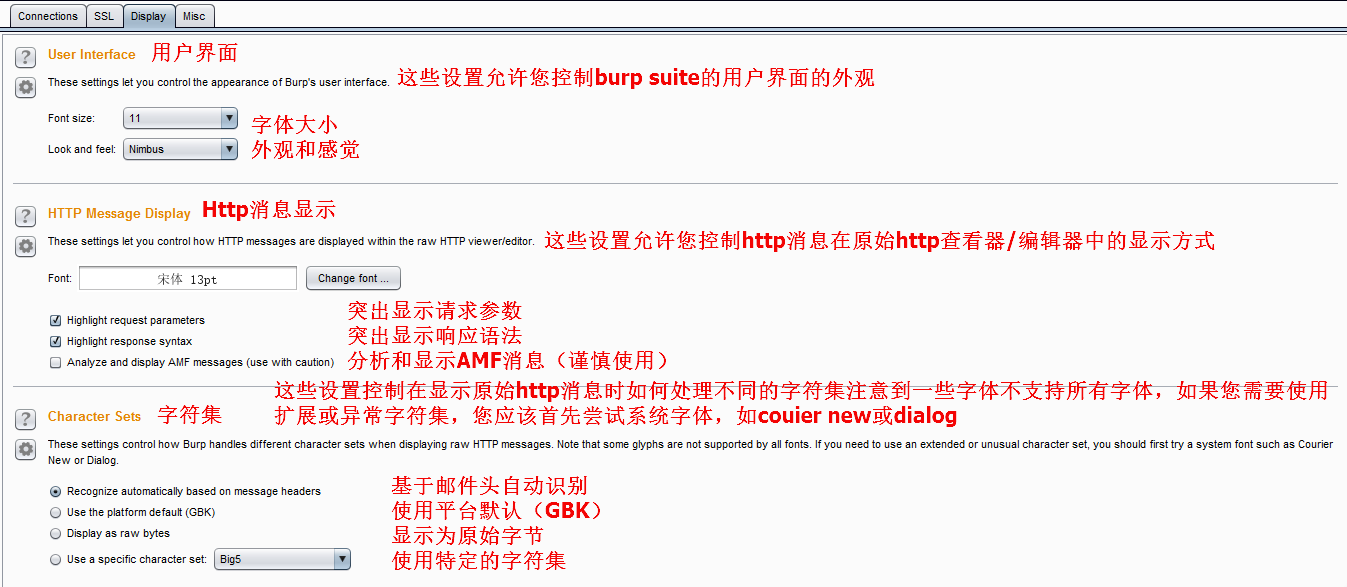 Connections SSL Display Misc
? User Interface 用户界面
These settings let you control the appearance of Burp's user interface. 这些设置允许您控制burp suite的用户界面的外观
Font size: 11 字体大小
Look and feel: Nimbus 外观和感觉
? HTTP Message Display Http消息显示
These settings let you control how HTTP messages are displayed within the raw HTTP viewer/editor. 这些设置允许您控制http消息在原始http查看器/编辑器中的显示方式
Font: 宋体 13pt Change font ...
Highlight request parameters 突出显示请求参数
Highlight response syntax 突出显示响应语法
Analyze and display AMF messages (use with caution) 分析和显示AMF消息（谨慎使用）
这些设置控制在显示原始http消息时如何处理不同的字符集注意到一些字体不支持所有字体，如果您需要使用
? Character Sets 字符集 扩展或异常字符集，您应该首先尝试系统字体，如couier new或dialog
These settings control how Burp handles different character sets when displaying raw HTTP messages. Note that some glyphs are not supported by all fonts. If you need to use an extended or unusual character set, you should first try a system font such as Courier
New or Dialog.
Recognize automatically based on message headers 基于邮件头自动识别
Use the platform default (GBK) 使用平台默认（GBK）
Display as raw bytes 显示为原始字节
Use a specific character set: Big5 使用特定的字符集